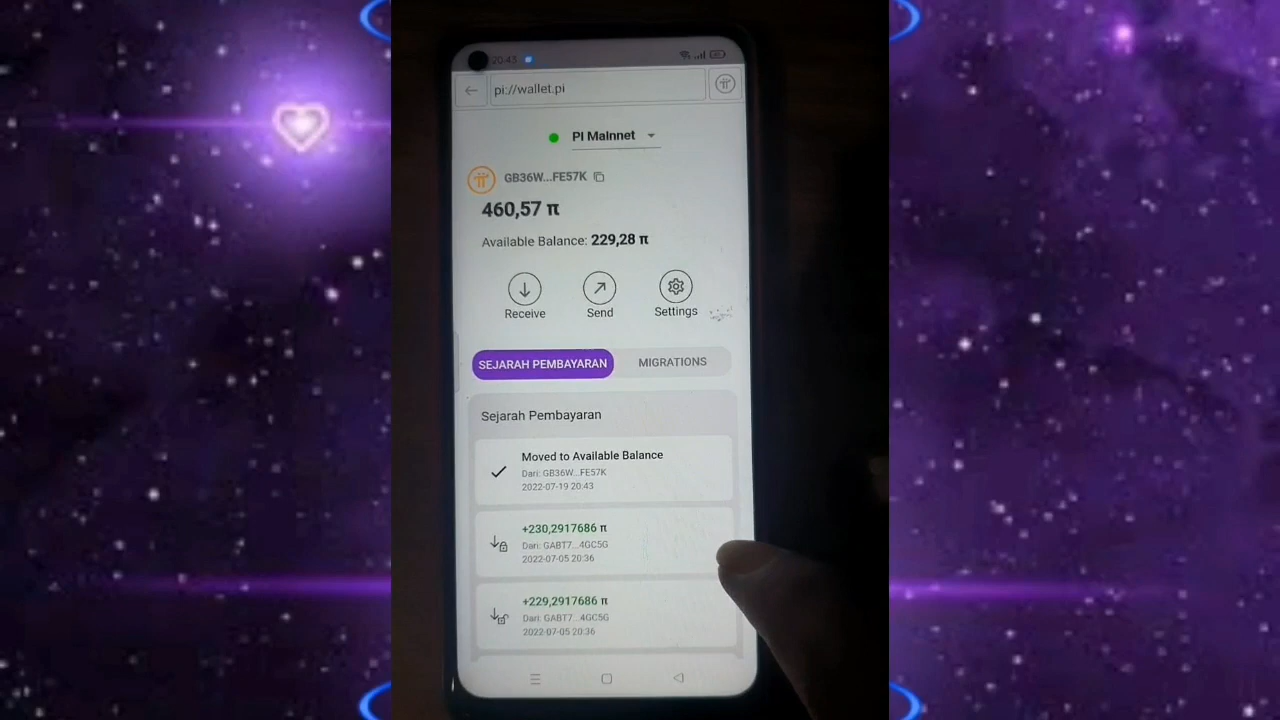 20:43
pi://wallet.pi
PI Mainnet
GB36W...FE57K
460,57 π
Available Balance: 229,28 π
Receive
Send
Settings
SEJARAH PEMBAYARAN
MIGRATIONS
Sejarah Pembayaran
Moved to Available Balance
Dari: GB36W...FE57K
2022-07-19 20:43
+230,2917686 π
Dari: GABT7...4GC5G
2022-07-05 20:36
+229,2917686 π
Dari: GABT7...4GC5G
2022-07-05 20:36